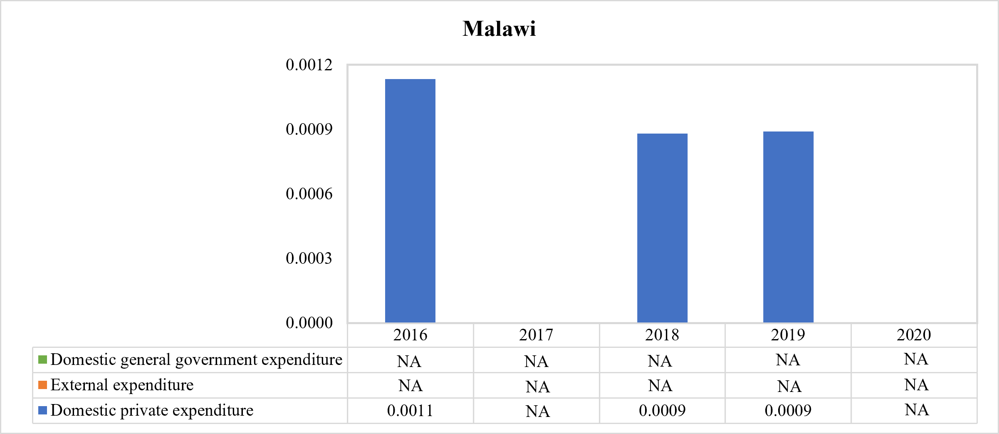 Malawi
0.0012
0.0009
0.0006
0.0003
0.0000
2016 2017 2018 2019 2020
Domestic general government expenditure NA NA NA NA NA
External expenditure NA NA NA NA NA
Domestic private expenditure 0.0011 NA 0.0009 0.0009 NA